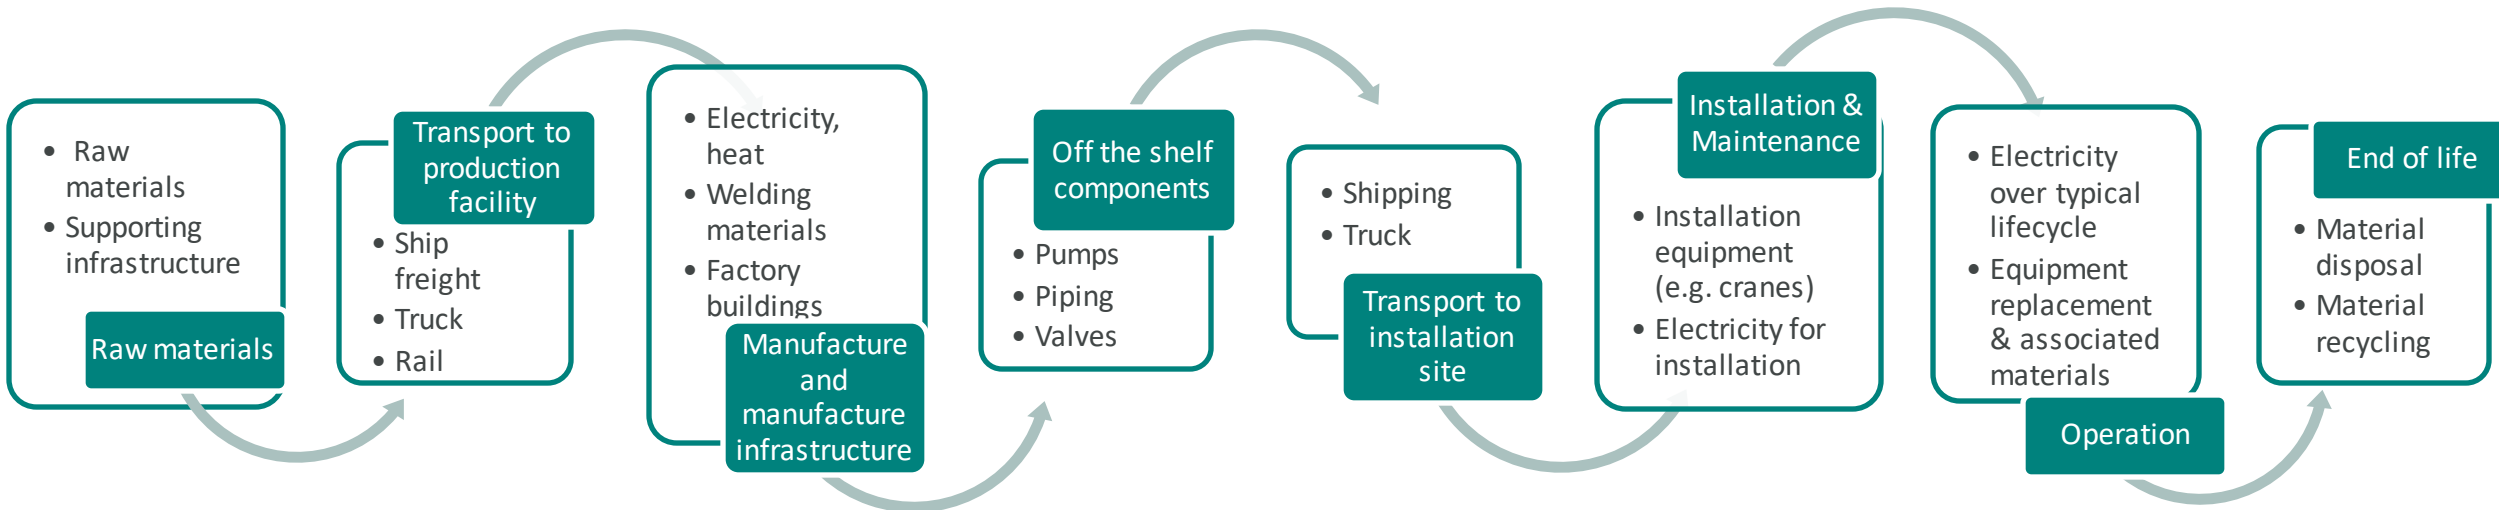 • Raw
materials
• Supporting
infrastructure
Raw materials
Transport to
production
facility
• Ship
freight
• Truck
• Rail
• Electricity,
heat
• Welding
materials
• Factory
buildings
Manufacture
and
manufacture
infrastructure
Off the shelf
components
• Pumps
• Piping
• Valves
• Shipping
• Truck
Transport to
installation
site
Installation &
Maintenance
• Installation
equipment
(e.g. cranes)
• Electricity for
installation
• Electricity
over typical
lifecycle
• Equipment
replacement
& associated
materials
Operation
End of life
• Material
disposal
• Material
recycling